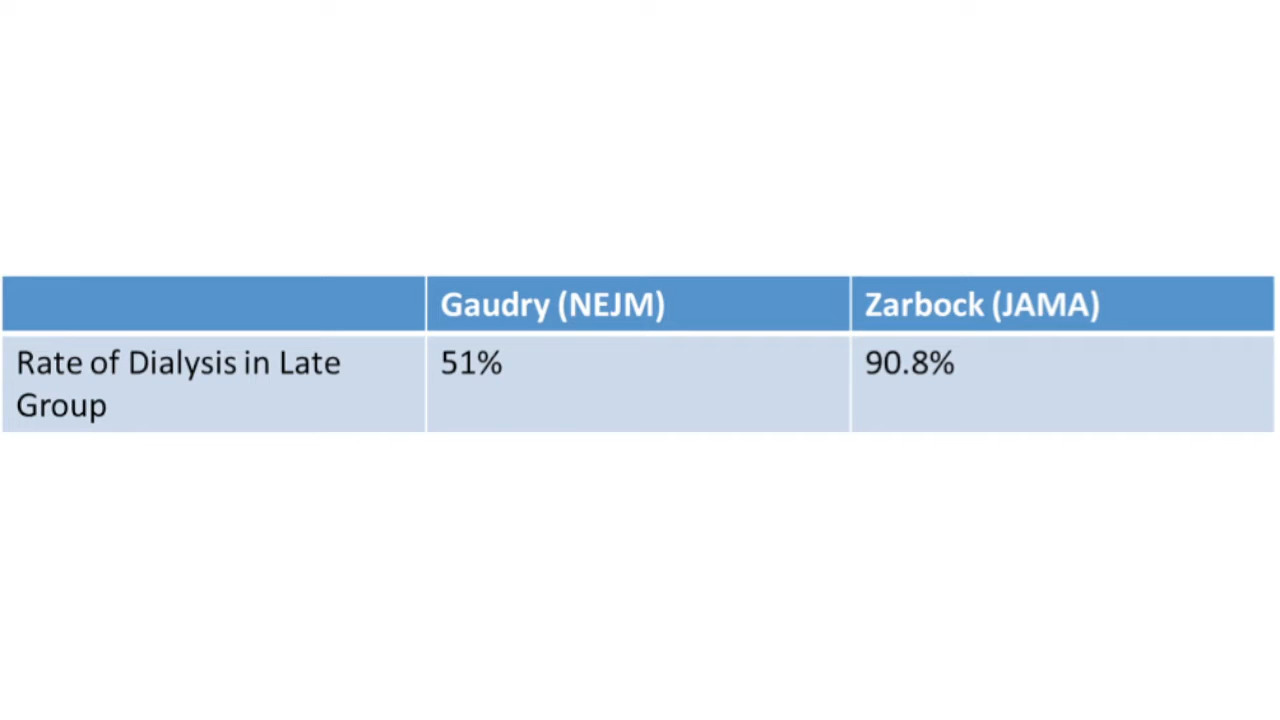 Gaudry (NEJM) Zarbock (JAMA)
Rate of Dialysis in Late 51% 90.8%
Group